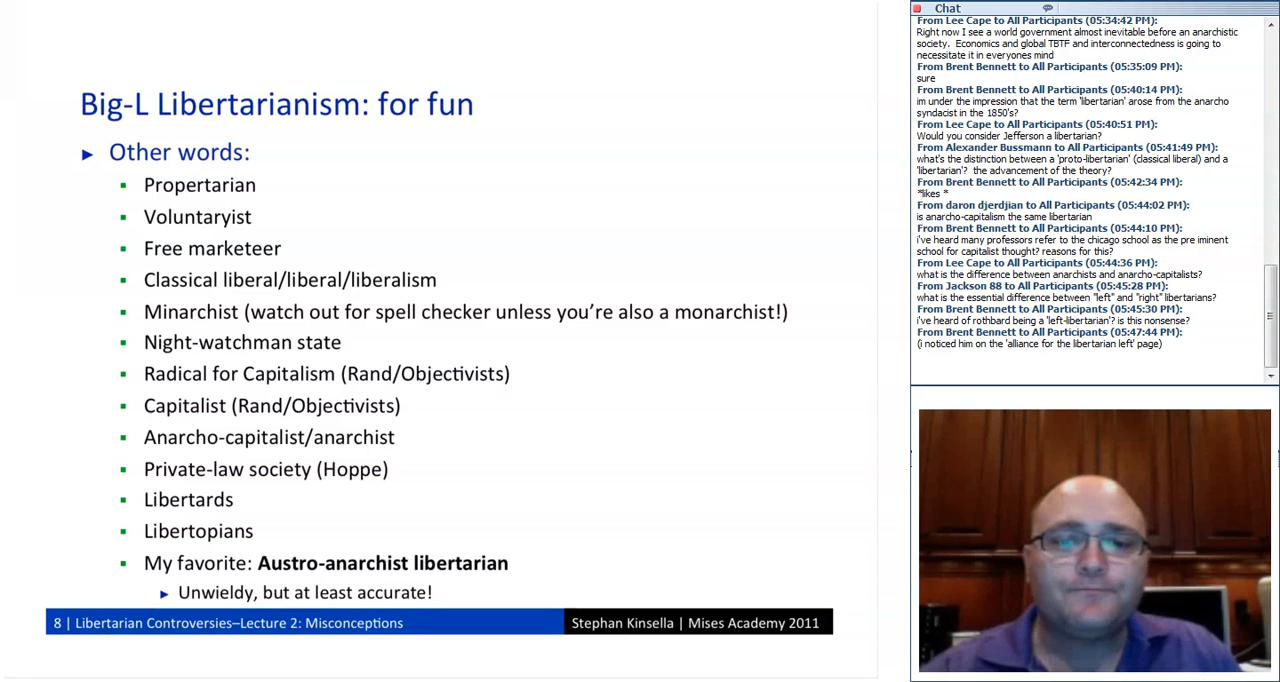 Big-L Libertarianism: for fun
► Other words:
▪ Propertarian
▪ Voluntaryist
▪ Free marketeer
▪ Classical liberal/liberal/liberalism
▪ Minarchist (watch out for spell checker unless you're also a monarchist!)
▪ Night-watchman state
▪ Radical for Capitalism (Rand/Objectivists)
▪ Capitalist (Rand/Objectivists)
▪ Anarcho-capitalist/anarchist
▪ Private-law society (Hoppe)
▪ Libertards
▪ Libertopians
▪ My favorite: Austro-anarchist libertarian
► Unwieldy, but at least accurate!
8 | Libertarian Controversies–Lecture 2: Misconceptions
Stephan Kinsella | Mises Academy 2011
Chat
From Lee Cape to All Participants (05:34:42 PM):
Right now I see a world government almost inevitable before an anarchistic
society. Economics and global TBTF and interconnectedness is going to
necessitate it in everyones mind
From Brent Bennett to All Participants (05:35:09 PM):
sure
From Brent Bennett to All Participants (05:40:14 PM):
im under the impression that the term 'libertarian' arose from the anarcho
syndacist in the 1850's?
From Lee Cape to All Participants (05:40:51 PM):
Would you consider Jefferson a libertarian?
From Alexander Bussmann to All Participants (05:41:49 PM):
what's the distinction between a 'proto-libertarian' (classical liberal) and a
'libertarian'? the advancement of the theory?
From Brent Bennett to All Participants (05:42:34 PM):
*likes *
From daron djerdjian to All Participants (05:44:02 PM):
is anarcho-capitalism the same libertarian
From Brent Bennett to All Participants (05:44:10 PM):
i've heard many professors refer to the chicago school as the pre iminent
school for capitalist thought? reasons for this?
From Lee Cape to All Participants (05:44:36 PM):
what is the difference between anarchists and anarcho-capitalists?
From Jackson 88 to All Participants (05:45:28 PM):
what is the essential difference between "left" and "right" libertarians?
From Brent Bennett to All Participants (05:45:30 PM):
i've heard of rothbard being a 'left-libertarian'? is this nonsense?
From Brent Bennett to All Participants (05:47:44 PM):
(i noticed him on the 'alliance for the libertarian left' page)